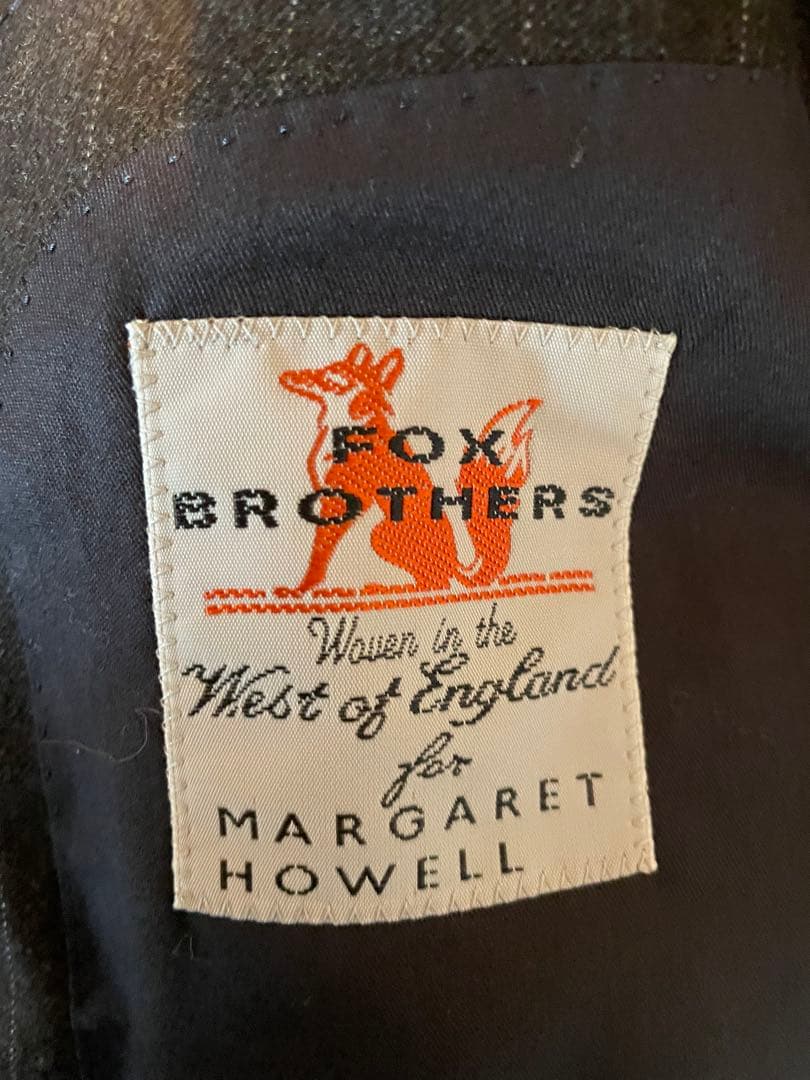 FOX
BROTHERS
Woven in the
West of England
for
MARGARET
HOWELL